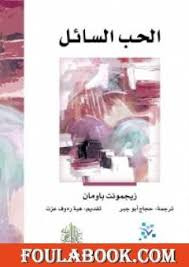 الحب السائل
زيجمونت باومان
ترجمة: حجاج أبو جبر
تقديم: هبة رءوف عزت
FOULABOOK.COM